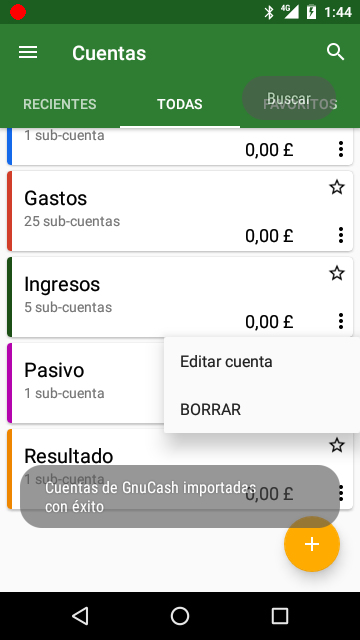 4G 1:44
Cuentas
Buscar
RECIENTES TODAS FAVORITOS
1 sub-cuenta
0,00 £
Gastos
25 sub-cuentas
0,00 £
Ingresos
5 sub-cuentas
0,00 £
Pasivo
1 sub-cuenta
Editar cuenta
BORRAR
Resultado
1 sub-cuenta
0,00 £
Cuentas de GnuCash importadas
con éxito